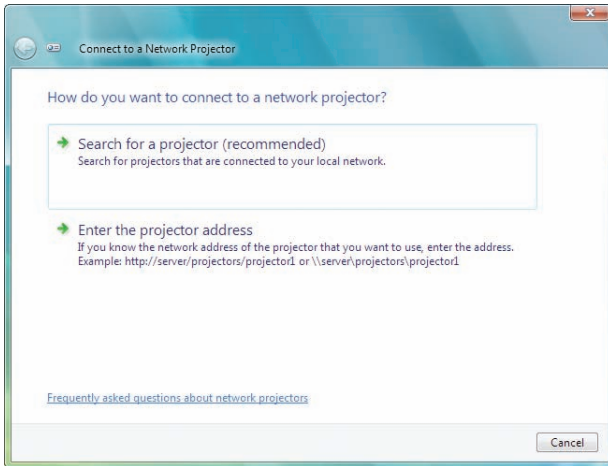 Connect to a Network Projector
How do you want to connect to a network projector?
Search for a projector (recommended)
Search for projectors that are connected to your local network.
Enter the projector address
If you know the network address of the projector that you want to use, enter the address.
Example: http://server/projectors/projector1 or \\server\projectors\projector1
Frequently asked questions about network projectors
Cancel